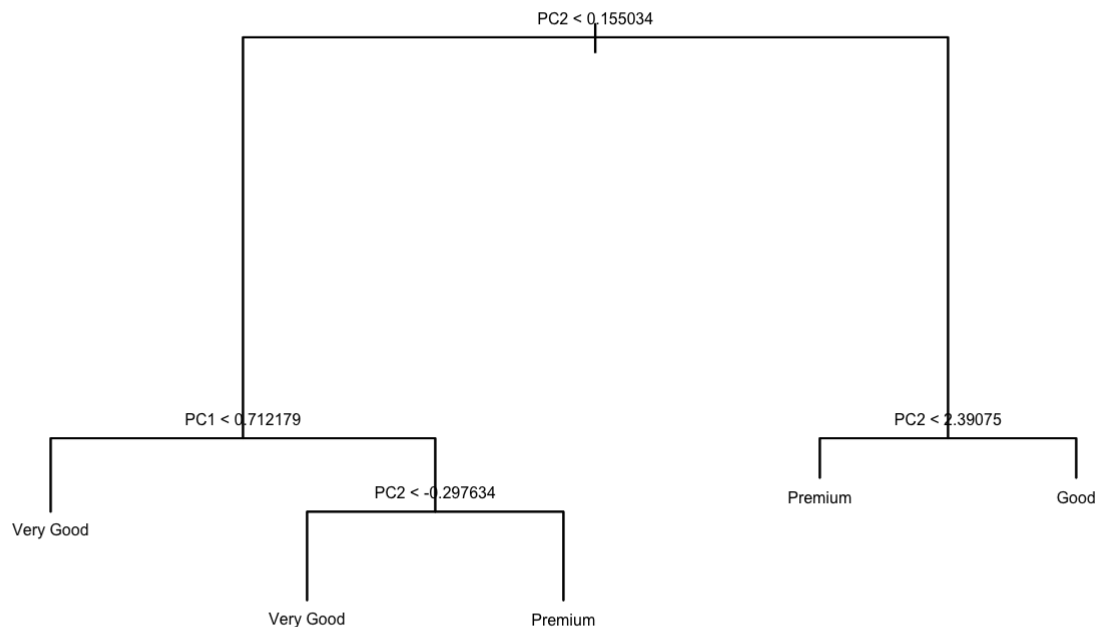 PC2 < 0.155034
PC1 < 0.712179
PC2 < 2.39075
PC2 < -0.297634
Premium
Good
Very Good
Very Good
Premium